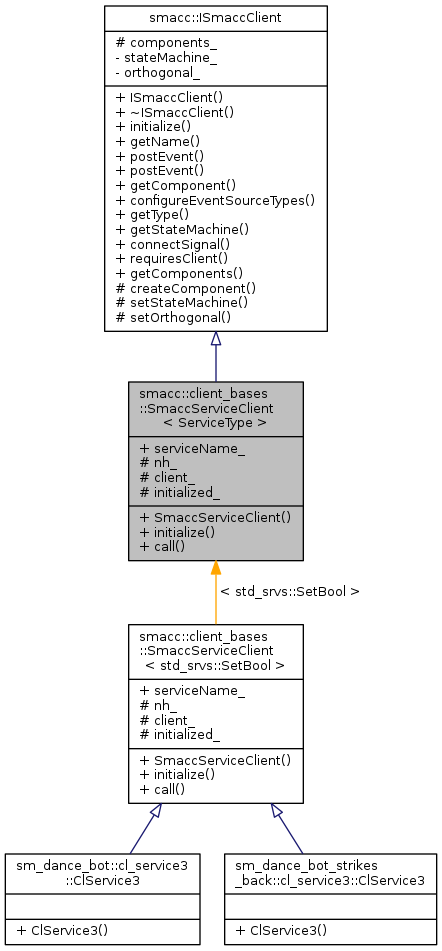 smacc::ISmaccClient
# components_
- stateMachine_
- orthogonal_
+ ISmaccClient()
+ ~ISmaccClient()
+ initialize()
+ getName()
+ postEvent()
+ postEvent()
+ getComponent()
+ configureEventSourceTypes()
+ getType()
+ getStateMachine()
+ connectSignal()
+ requiresClient()
+ getComponents()
# createComponent()
# setStateMachine()
# setOrthogonal()
smacc::client_bases
::SmaccServiceClient
< ServiceType >
+ serviceName_
# nh_
# client_
# initialized_
+ SmaccServiceClient()
+ initialize()
+ call()
< std_srvs::SetBool >
smacc::client_bases
::SmaccServiceClient
< std_srvs::SetBool >
+ serviceName_
# nh_
# client_
# initialized_
+ SmaccServiceClient()
+ initialize()
+ call()
sm_dance_bot::cl_service3
::ClService3
+ ClService3()
sm_dance_bot_strikes
_back::cl_service3::ClService3
+ ClService3()